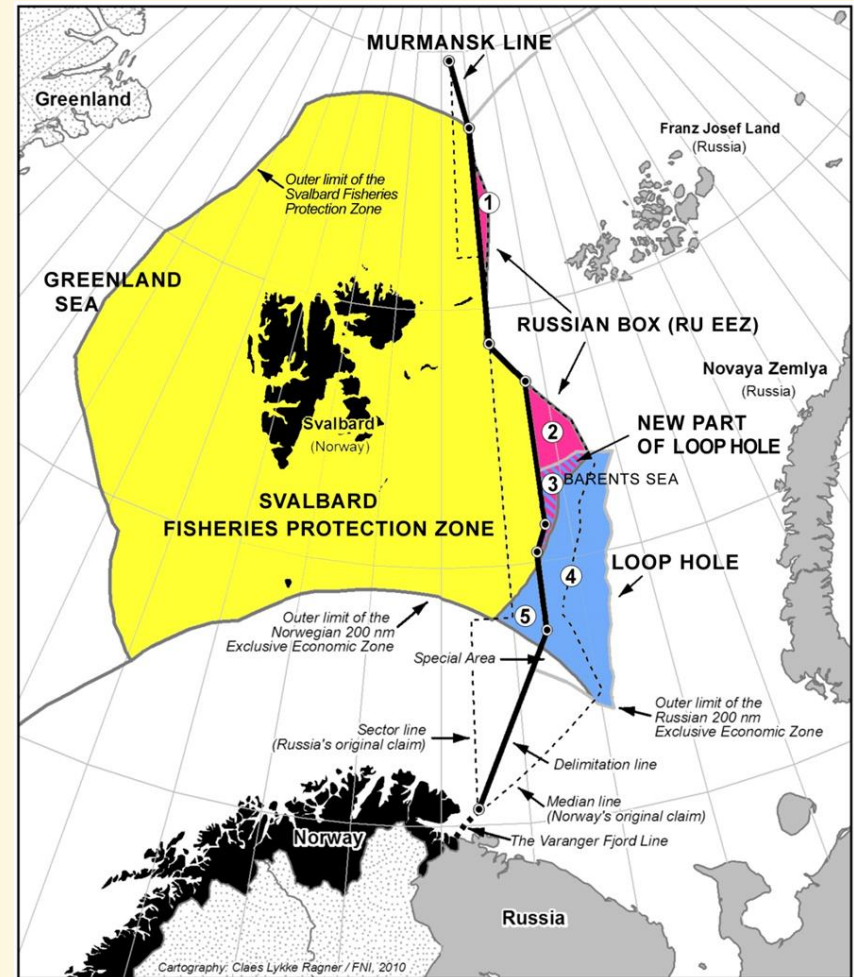 MURMANSK LINE
Greenland
Franz Josef Land
(Russia)
Outer limit of the
Svalbard Fisheries
Protection Zone
1
GREENLAND
SEA
RUSSIAN BOX (RU EEZ)
Novaya Zemlya
(Russia)
Svalbard
(Norway)
2
NEW PART
OF LOOP HOLE
3
BARENTS SEA
SVALBARD
FISHERIES PROTECTION ZONE
LOOP HOLE
4
5
Outer limit of the
Norwegian 200 nm
Exclusive Economic Zone
Special Area
Outer limit of the
Russian 200 nm
Exclusive Economic Zone
Sector line
(Russia's original claim)
Delimitation line
Median line
(Norway's original claim)
Norway
The Varanger Fjord Line
Russia
Cartography: Claes Lykke Ragner / FNI, 2010